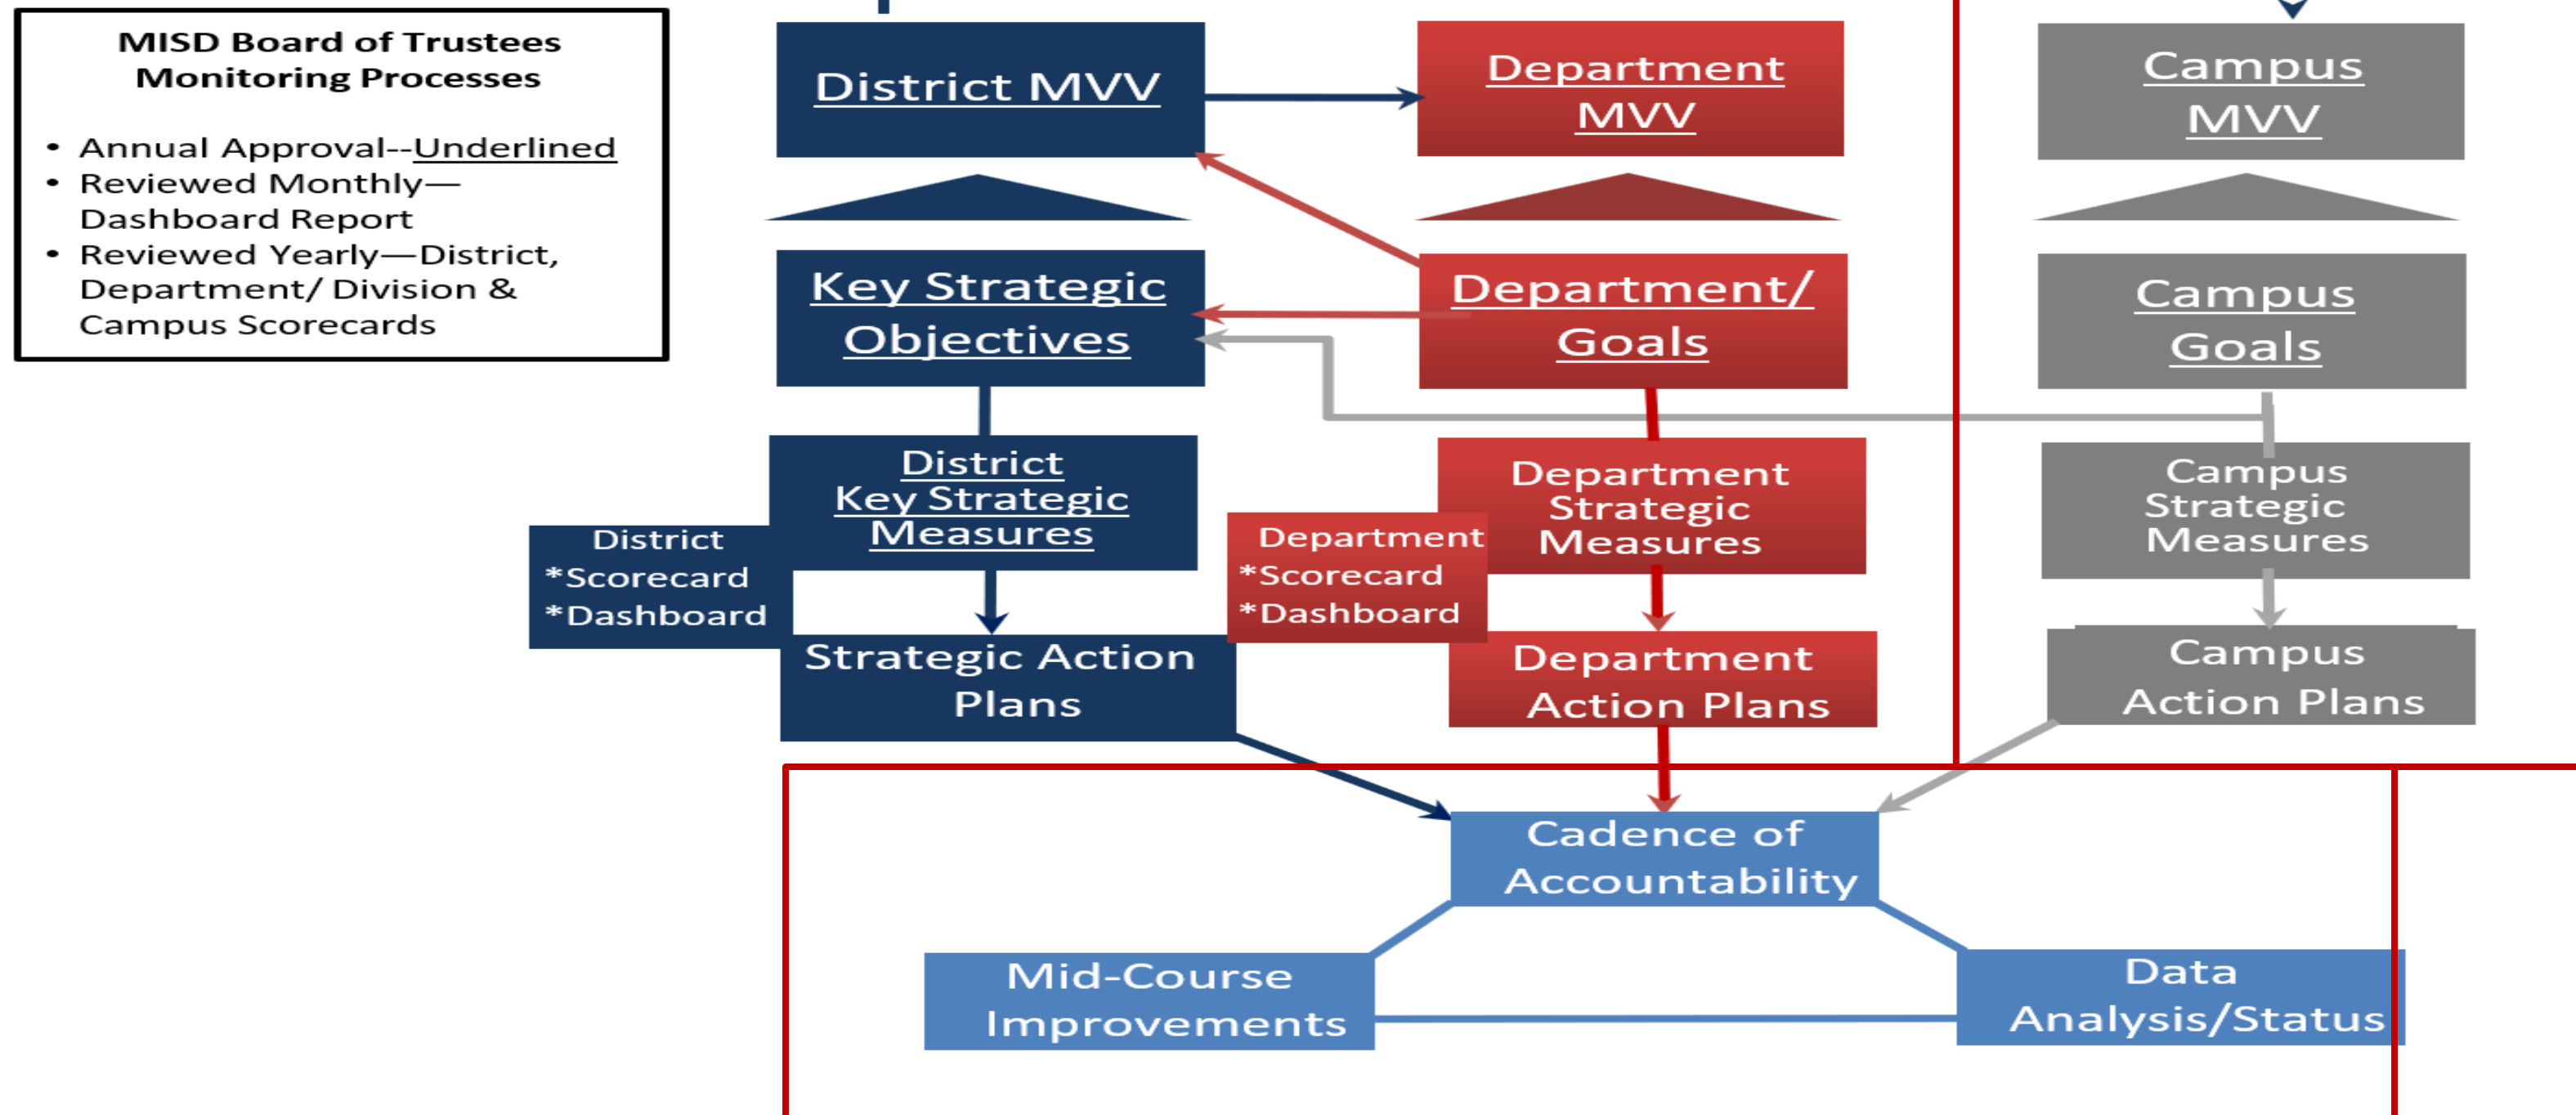 MISD Board of Trustees
Monitoring Processes
• Annual Approval--Underlined
• Reviewed Monthly—
Dashboard Report
• Reviewed Yearly—District,
Department/ Division &
Campus Scorecards
District MVV
Department
MVV
Campus
MVV
Key Strategic
Objectives
Department/
Goals
Campus
Goals
District
Key Strategic
Measures
Department
Strategic
Measures
Campus
Strategic
Measures
District
*Scorecard
*Dashboard
Department
*Scorecard
*Dashboard
Strategic Action
Plans
Department
Action Plans
Campus
Action Plans
Cadence of
Accountability
Mid-Course
Improvements
Data
Analysis/Status